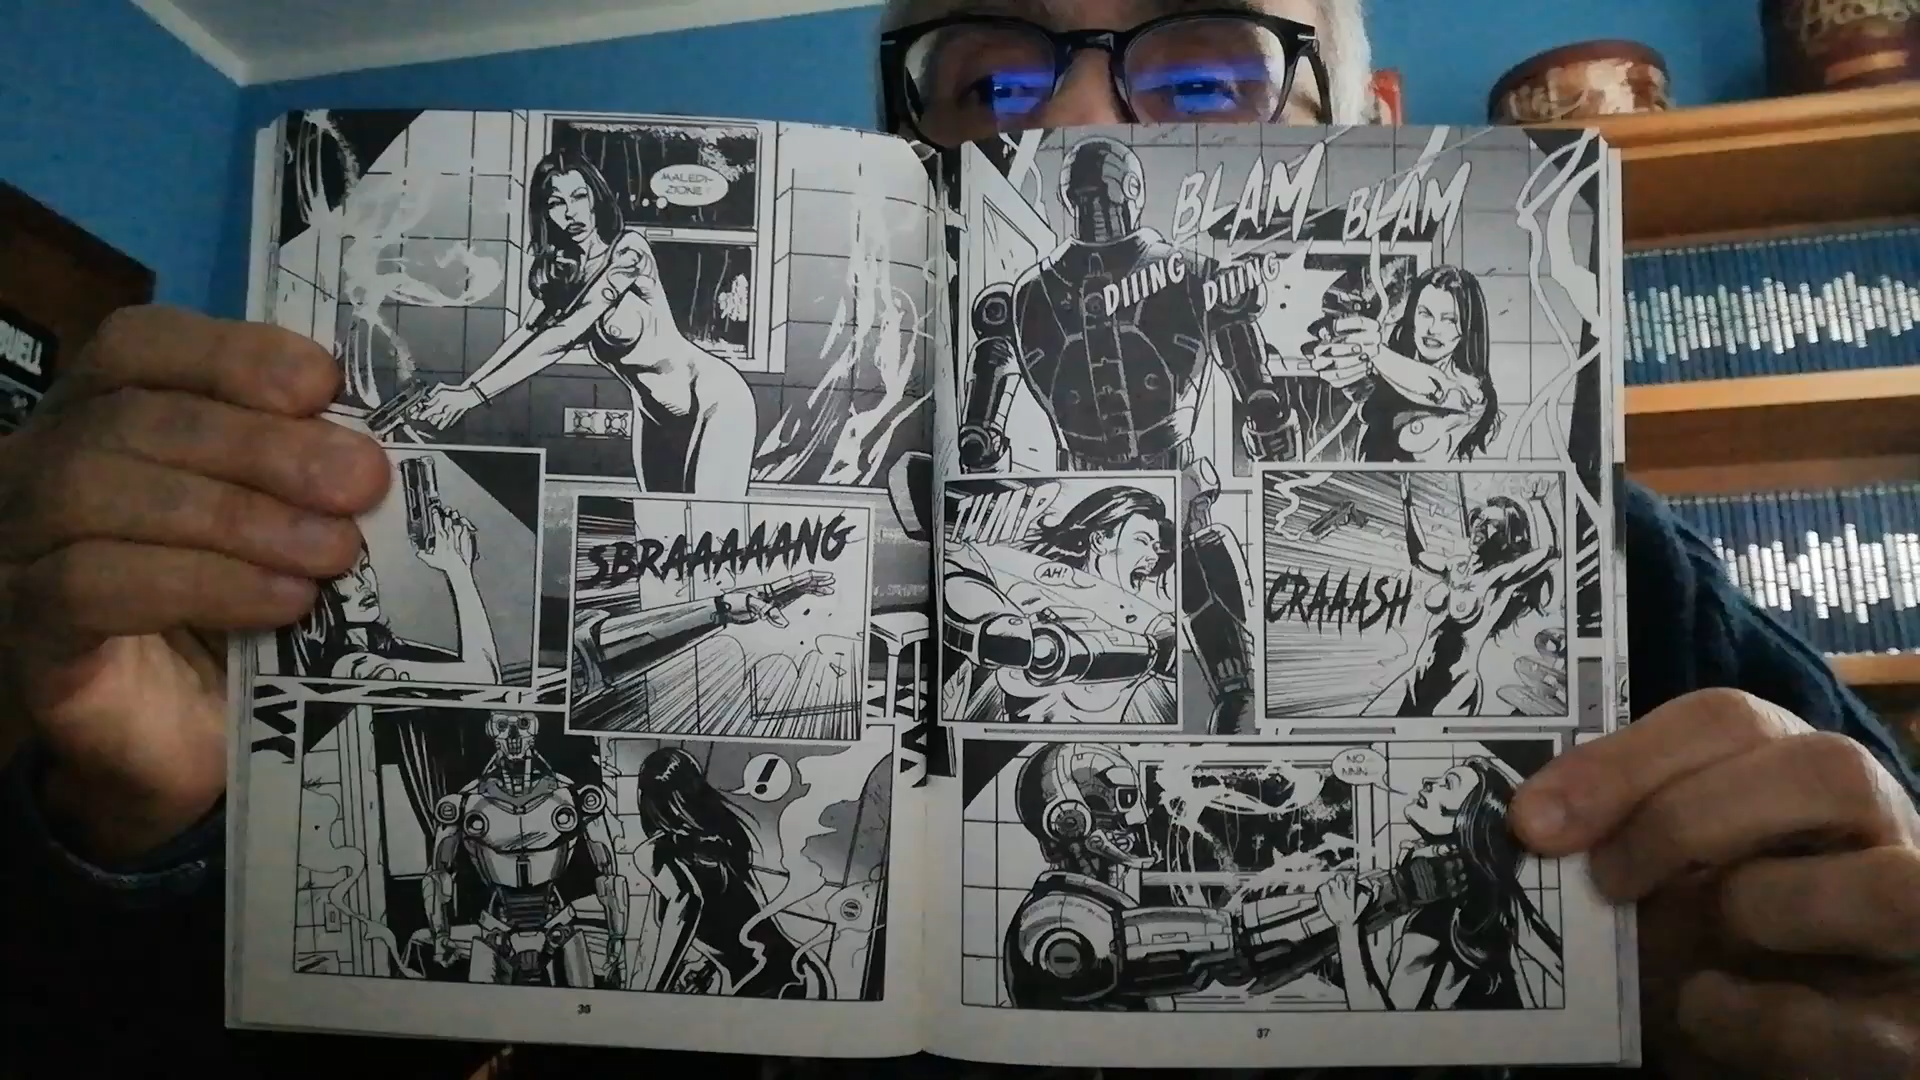 MALEDI-
ZIONE!
SBRAAAAANG
!
36
BLAM BLAM
DIIING DIIING
TUMP
AH!
CRAAASH
NO
NNN...
37